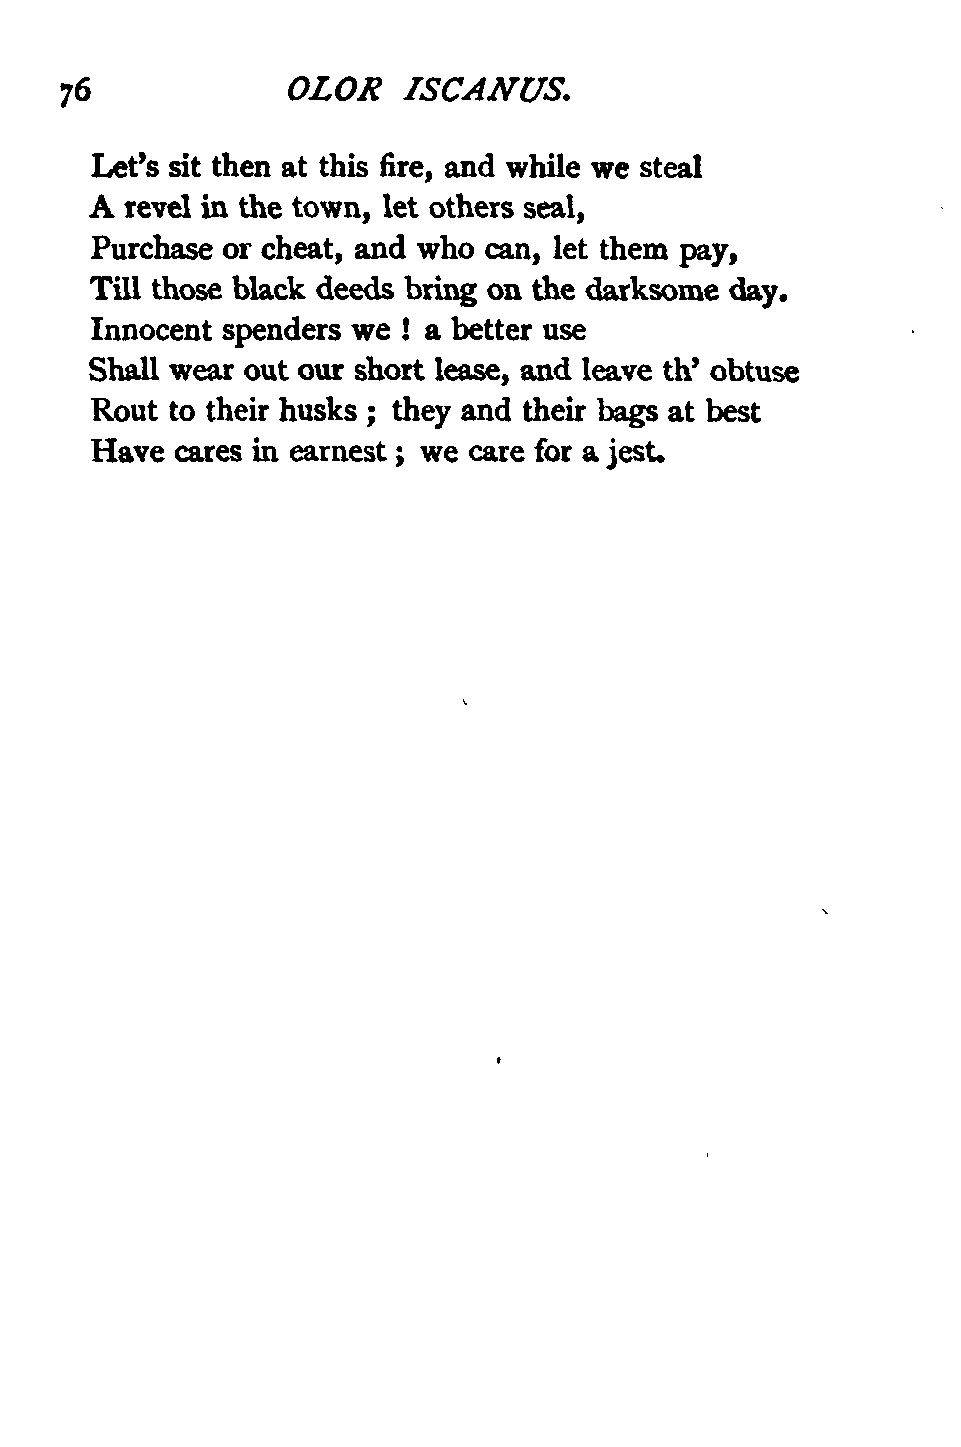 76 OLOR ISCANUS.
Let's sit then at this fire, and while we steal
A revel in the town, let others seal,
Purchase or cheat, and who can, let them pay,
Till those black deeds bring on the darksome day.
Innocent spenders we ! a better use
Shall wear out our short lease, and leave th' obtuse
Rout to their husks ; they and their bags at best
Have cares in earnest ; we care for a jest.